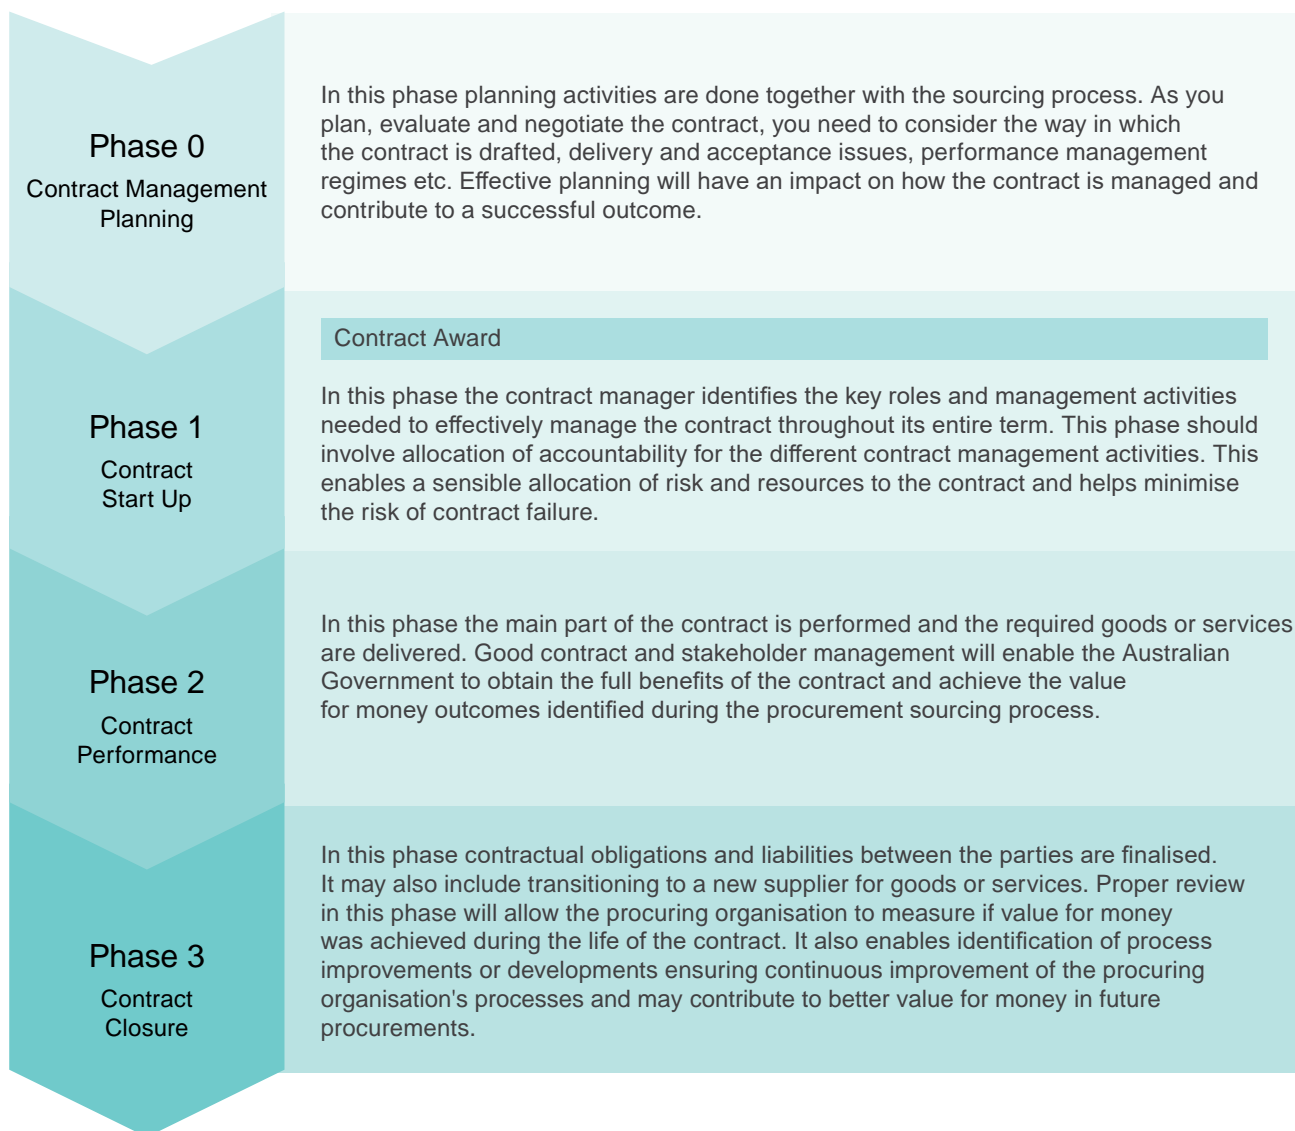 Phase 0
Contract Management
Planning
In this phase planning activities are done together with the sourcing process. As you
plan, evaluate and negotiate the contract, you need to consider the way in which
the contract is drafted, delivery and acceptance issues, performance management
regimes etc. Effective planning will have an impact on how the contract is managed and
contribute to a successful outcome.
Phase 1
Contract
Start Up
Contract Award
In this phase the contract manager identifies the key roles and management activities
needed to effectively manage the contract throughout its entire term. This phase should
involve allocation of accountability for the different contract management activities. This
enables a sensible allocation of risk and resources to the contract and helps minimise
the risk of contract failure.
Phase 2
Contract
Performance
In this phase the main part of the contract is performed and the required goods or services
are delivered. Good contract and stakeholder management will enable the Australian
Government to obtain the full benefits of the contract and achieve the value
for money outcomes identified during the procurement sourcing process.
Phase 3
Contract
Closure
In this phase contractual obligations and liabilities between the parties are finalised.
It may also include transitioning to a new supplier for goods or services. Proper review
in this phase will allow the procuring organisation to measure if value for money
was achieved during the life of the contract. It also enables identification of process
improvements or developments ensuring continuous improvement of the procuring
organisation's processes and may contribute to better value for money in future
procurements.